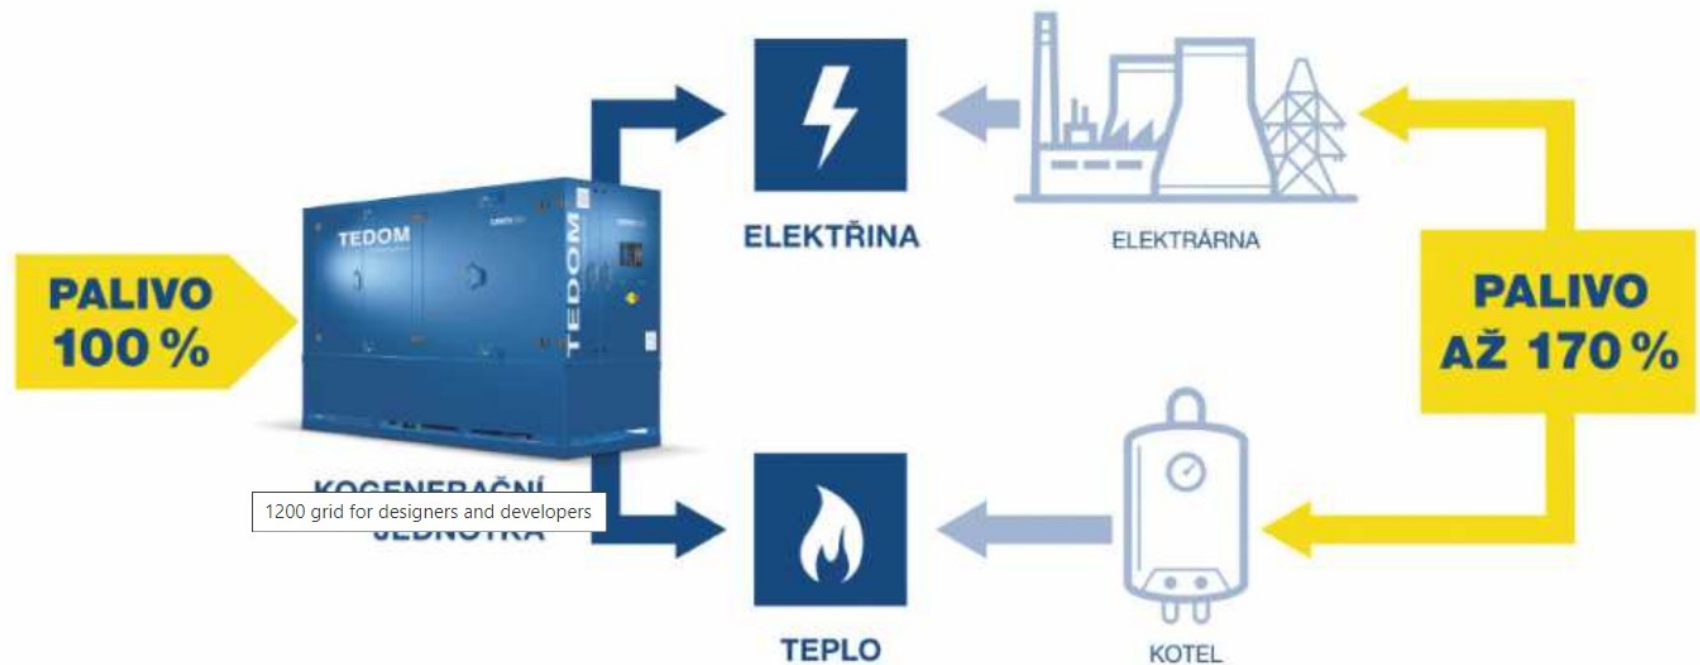 ELEKTŘINA
ELEKTRÁRNA
TEDOM
TEDOM
PALIVO
100 %
PALIVO
AŽ 170 %
1200 grid for designers and developers
TEPLO
KOTEL